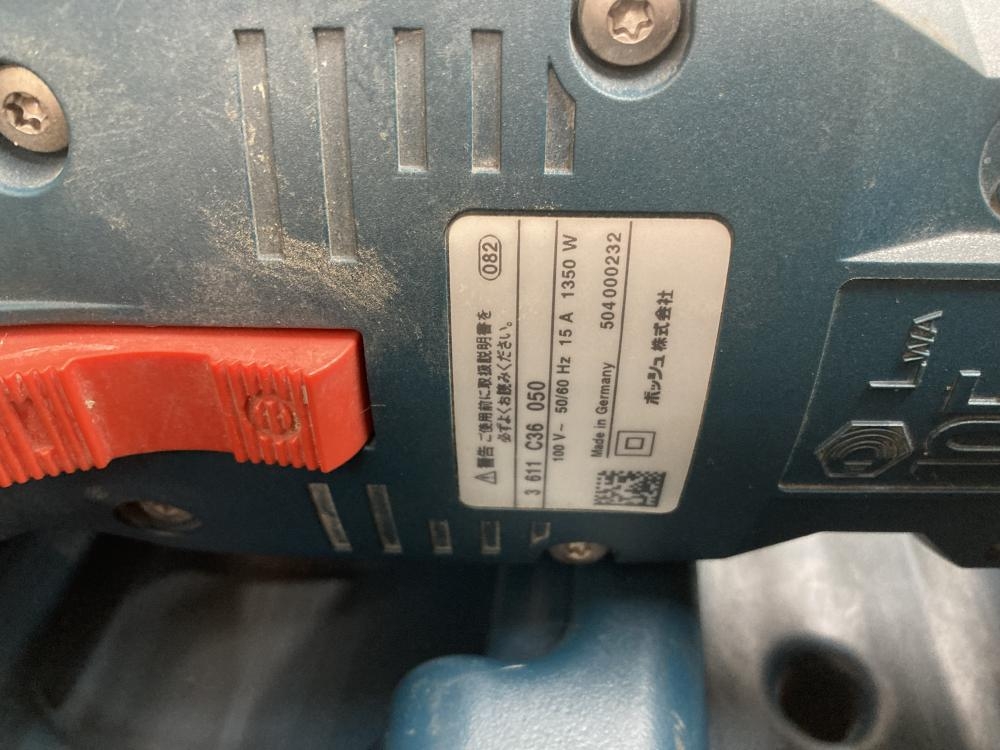 ⚠警告 ご使用前に取扱説明書を
必ずよくお読みください。
082
3 611 C36 050
100 V~ 50/60 Hz 15 A 1350 W
Made in Germany 504000232
ボッシュ株式会社
LWA